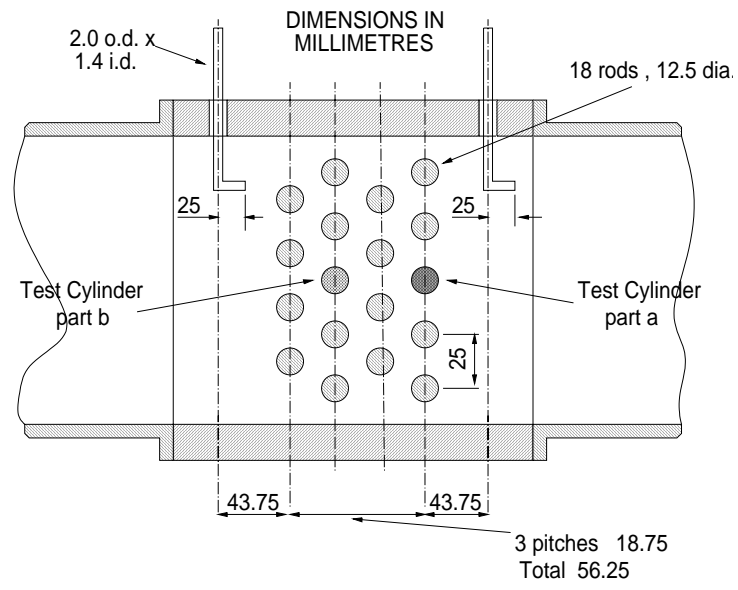 DIMENSIONS IN
MILLIMETRES
2.0 o.d. x
1.4 i.d.
18 rods , 12.5 dia.
25
25
Test Cylinder
part b
Test Cylinder
part a
25
43.75
43.75
3 pitches 18.75
Total 56.25